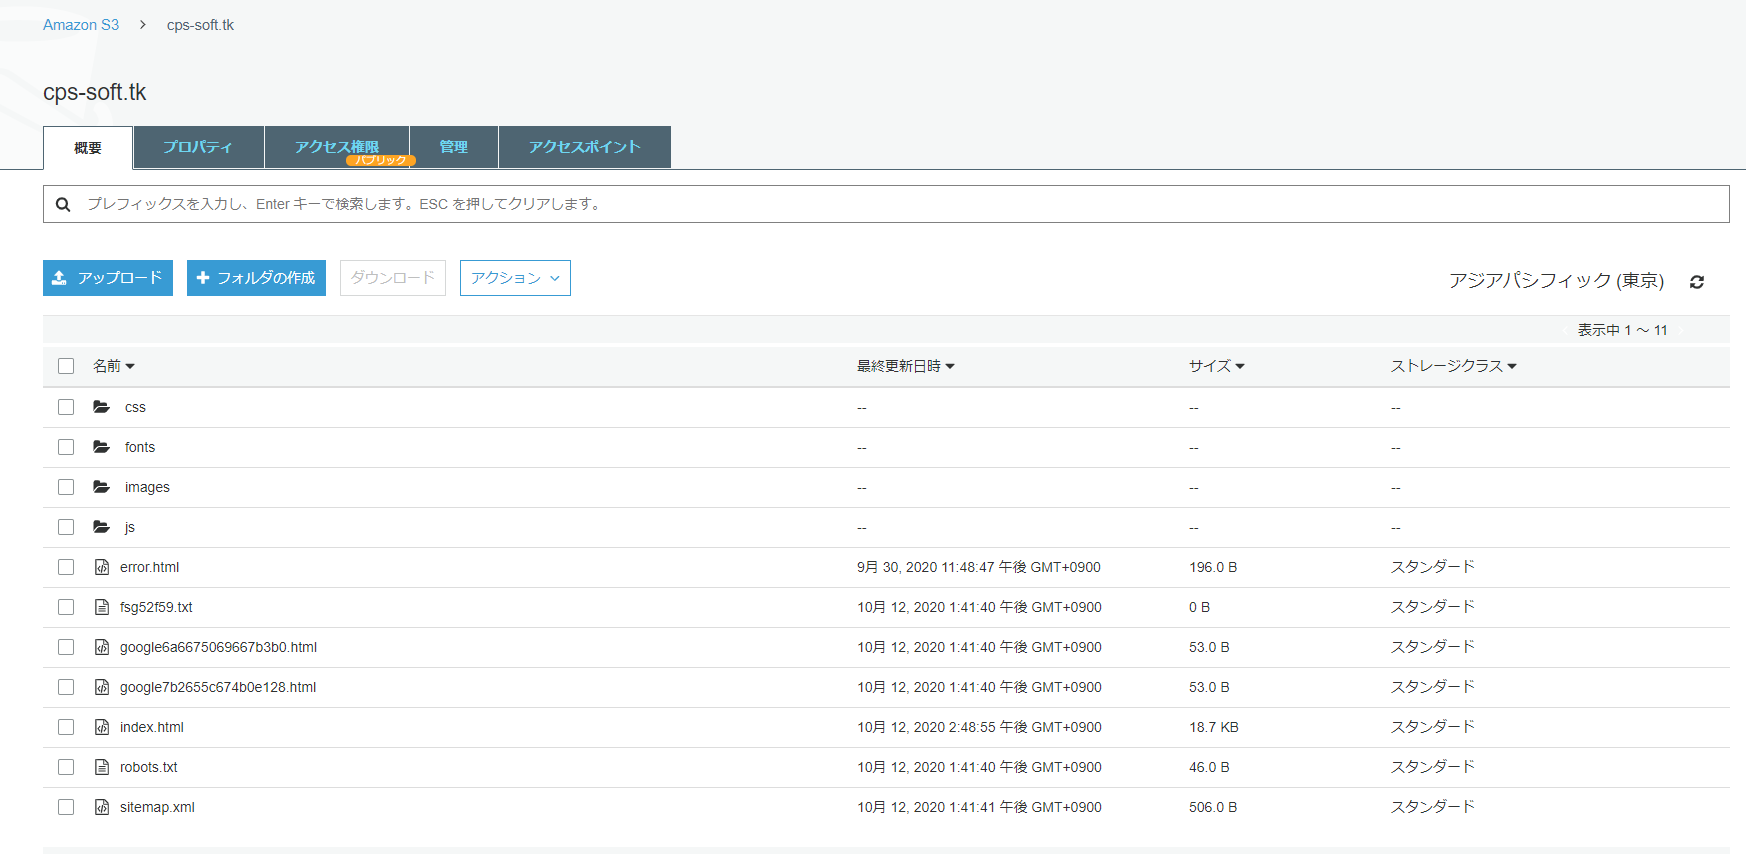 Amazon S3 > cps-soft.tk
cps-soft.tk
概要 プロパティ アクセス権限 管理 アクセスポイント
パブリック
プレフィックスを入力し、Enter キーで検索します。ESC を押してクリアします。
アップロード フォルダの作成 ダウンロード アクション アジアパシフィック (東京)
表示中 1 ～ 11
名前 最終更新日時 サイズ ストレージクラス
css -- -- --
fonts -- -- --
images -- -- --
js -- -- --
error.html 9月 30, 2020 11:48:47 午後 GMT+0900 196.0 B スタンダード
fsg52f59.txt 10月 12, 2020 1:41:40 午後 GMT+0900 0 B スタンダード
google6a6675069667b3b0.html 10月 12, 2020 1:41:40 午後 GMT+0900 53.0 B スタンダード
google7b2655c674b0e128.html 10月 12, 2020 1:41:40 午後 GMT+0900 53.0 B スタンダード
index.html 10月 12, 2020 2:48:55 午後 GMT+0900 18.7 KB スタンダード
robots.txt 10月 12, 2020 1:41:40 午後 GMT+0900 46.0 B スタンダード
sitemap.xml 10月 12, 2020 1:41:41 午後 GMT+0900 506.0 B スタンダード